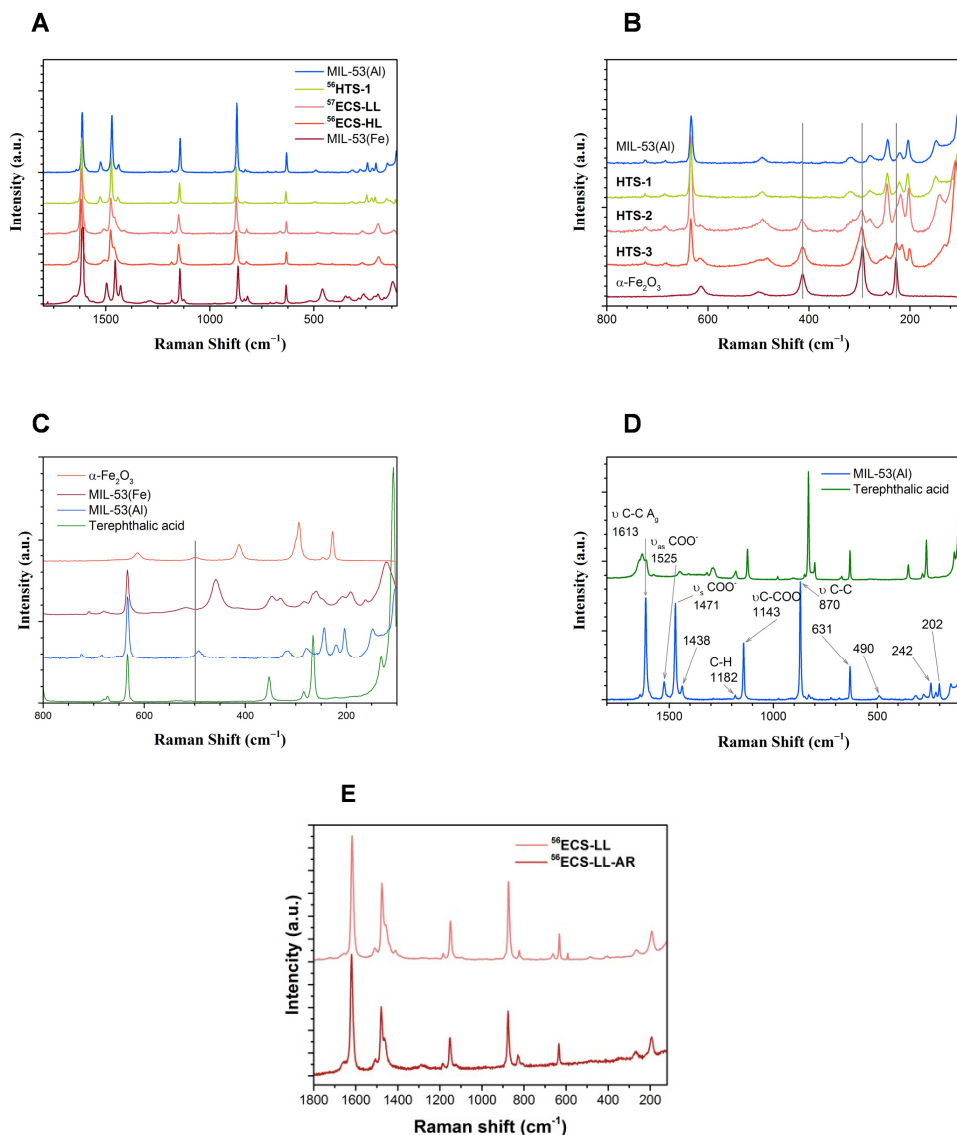 A
MIL-53(Al)
⁵⁶HTS-1
⁵⁷ECS-LL
⁵⁶ECS-HL
MIL-53(Fe)
Intensity (a.u.)
1500 1000 500
Raman Shift (cm⁻¹)
B
MIL-53(Al)
HTS-1
HTS-2
HTS-3
α-Fe₂O₃
Intensity (a.u.)
800 600 400 200
Raman Shift (cm⁻¹)
C
α-Fe₂O₃
MIL-53(Fe)
MIL-53(Al)
Terephthalic acid
Intensity (a.u.)
800 600 400 200
Raman Shift (cm⁻¹)
D
MIL-53(Al)
Terephthalic acid
υ C-C A₉
1613
υₐₛ COO⁻
1525
υₛ COO⁻
1471
1438
C-H
1182
υC-COO
1143
υ C-C
870
631
490
242
202
Intensity (a.u.)
1500 1000 500
Raman Shift (cm⁻¹)
E
⁵⁶ECS-LL
⁵⁶ECS-LL-AR
Intencity (a.u.)
1800 1600 1400 1200 1000 800 600 400 200
Raman shift (cm⁻¹)